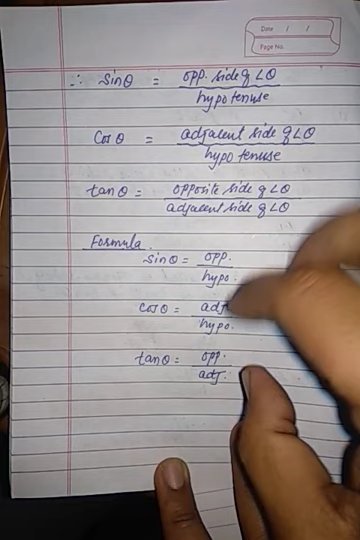 Date / /
Page No.
∴ Sinθ = opp. side of ∠θ / hypotenuse
Cosθ = adjacent side of ∠θ / hypotenuse
tanθ = opposite side of ∠θ / adjacent side of ∠θ
Formula.
sinθ = opp. / hypo.
cosθ = adj / hypo.
tanθ = opp. / adj.